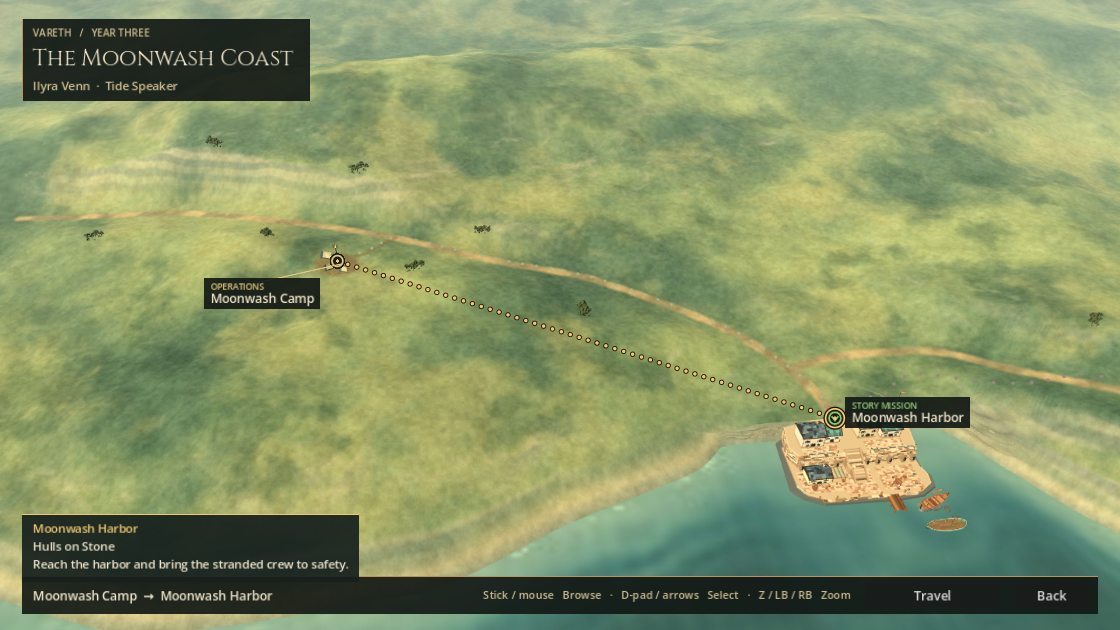 VARETH / YEAR THREE
The Moonwash Coast
Ilyra Venn · Tide Speaker
OPERATIONS
Moonwash Camp
STORY MISSION
Moonwash Harbor
Moonwash Harbor
Hulls on Stone
Reach the harbor and bring the stranded crew to safety.
Moonwash Camp → Moonwash Harbor
Stick / mouse Browse · D-pad / arrows Select · Z / LB / RB Zoom
Travel
Back